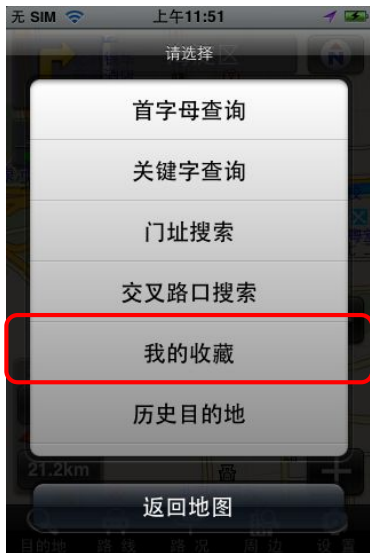 无 SIM 上午11:51
请选择
首字母查询
关键字查询
门址搜索
交叉路口搜索
我的收藏
历史目的地
21.2km
返回地图
目的地 路 线 路 况 周 边 设 置